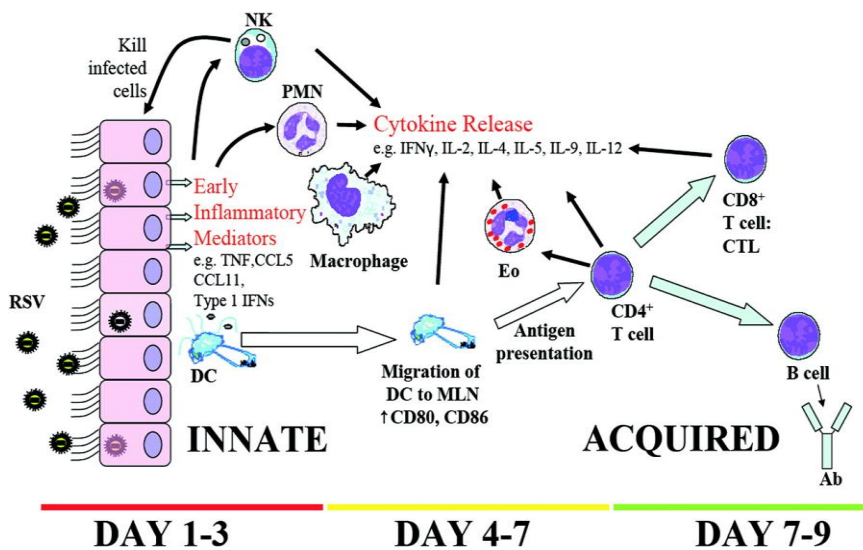 NK
Kill
infected
cells
PMN
Cytokine Release
e.g. IFNγ, IL-2, IL-4, IL-5, IL-9, IL-12
Early
Inflammatory
Mediators
e.g. TNF,CCL5
CCL11,
Type 1 IFNs
Macrophage
Eo
CD8⁺
T cell:
CTL
CD4⁺
T cell
RSV
DC
Antigen
presentation
Migration of
DC to MLN
↑CD80, CD86
B cell
Ab
INNATE
ACQUIRED
DAY 1-3
DAY 4-7
DAY 7-9